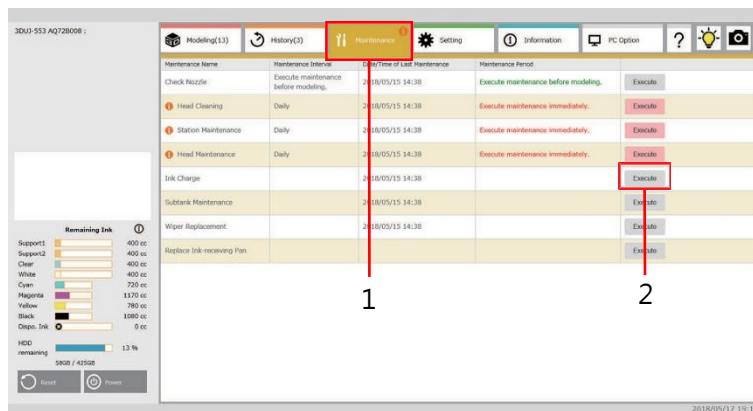 3DUJ-553 AQ72B008 :
Modeling(13)
History(3)
Maintenance
Setting
Information
PC Option
?
Maintenance Name Maintenance Interval Date/Time of Last Maintenance Maintenance Period
Check Nozzle Execute maintenance before modeling. 2018/05/15 14:38 Execute maintenance before modeling. Execute
Head Cleaning Daily 2018/05/15 14:38 Execute maintenance immediately. Execute
Station Maintenance Daily 2018/05/15 14:38 Execute maintenance immediately. Execute
Head Maintenance Daily 2018/05/15 14:38 Execute maintenance immediately. Execute
Ink Charge 2018/05/15 14:38 Execute
Subtank Maintenance 2018/05/15 14:38 Execute
Wiper Replacement 2018/05/15 14:38 Execute
Replace Ink-receiving Pan Execute
1
2
Remaining Ink
Support1 400 cc
Support2 400 cc
Clear 400 cc
White 400 cc
Cyan 720 cc
Magenta 1170 cc
Yellow 780 cc
Black 1080 cc
Dispo. Ink 0 cc
HDD
remaining 13 %
58GB / 425GB
Reset
Power